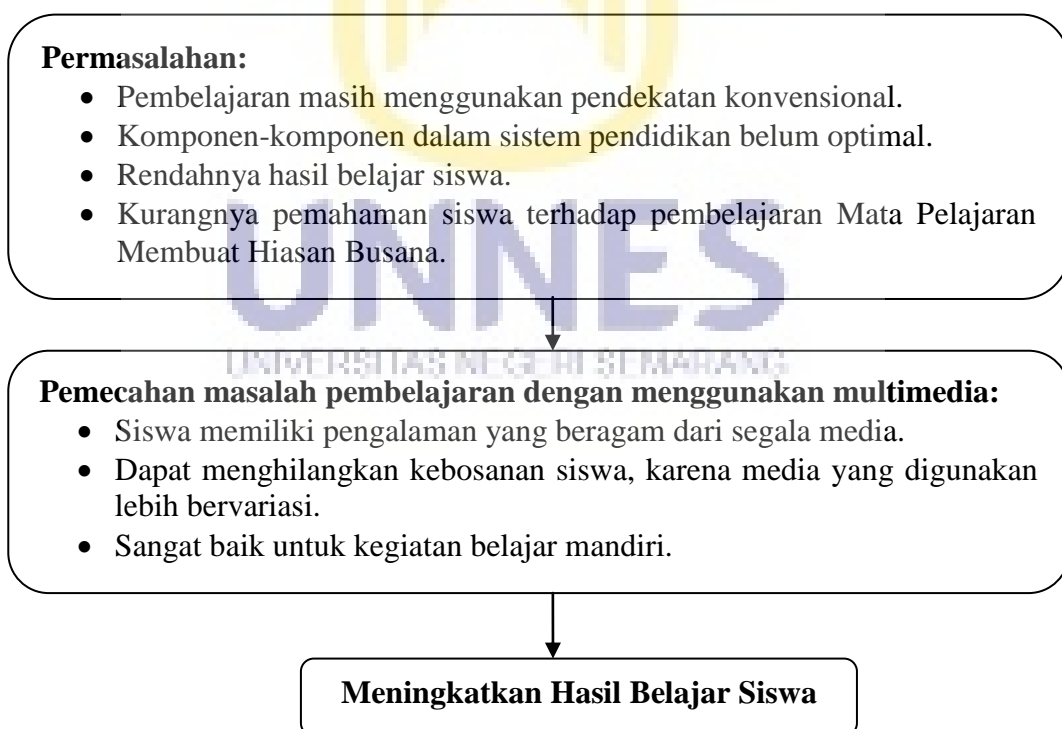 Permasalahan:
• Pembelajaran masih menggunakan pendekatan konvensional.
• Komponen-komponen dalam sistem pendidikan belum optimal.
• Rendahnya hasil belajar siswa.
• Kurangnya pemahaman siswa terhadap pembelajaran Mata Pelajaran
Membuat Hiasan Busana.
UNNES
UNIVERSITAS NEGERI SEMARANG
Pemecahan masalah pembelajaran dengan menggunakan multimedia:
• Siswa memiliki pengalaman yang beragam dari segala media.
• Dapat menghilangkan kebosanan siswa, karena media yang digunakan
lebih bervariasi.
• Sangat baik untuk kegiatan belajar mandiri.
Meningkatkan Hasil Belajar Siswa